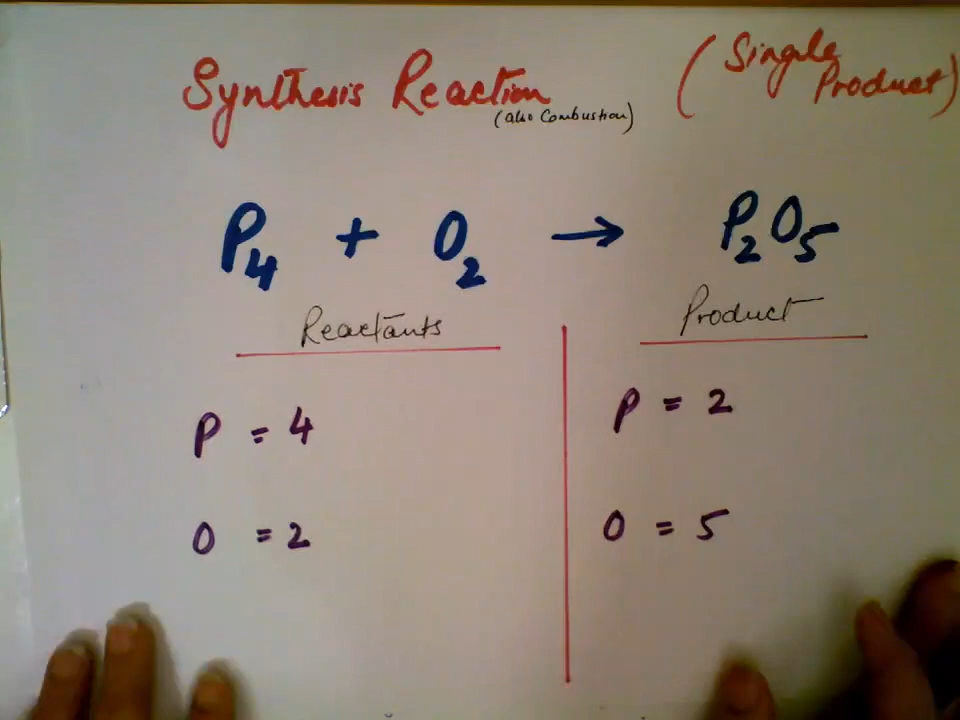 Synthesis Reaction (Single Product)
(also Combustion)
P₄ + O₂ → P₂O₅
Reactants Product
P = 4 P = 2
O = 2 O = 5